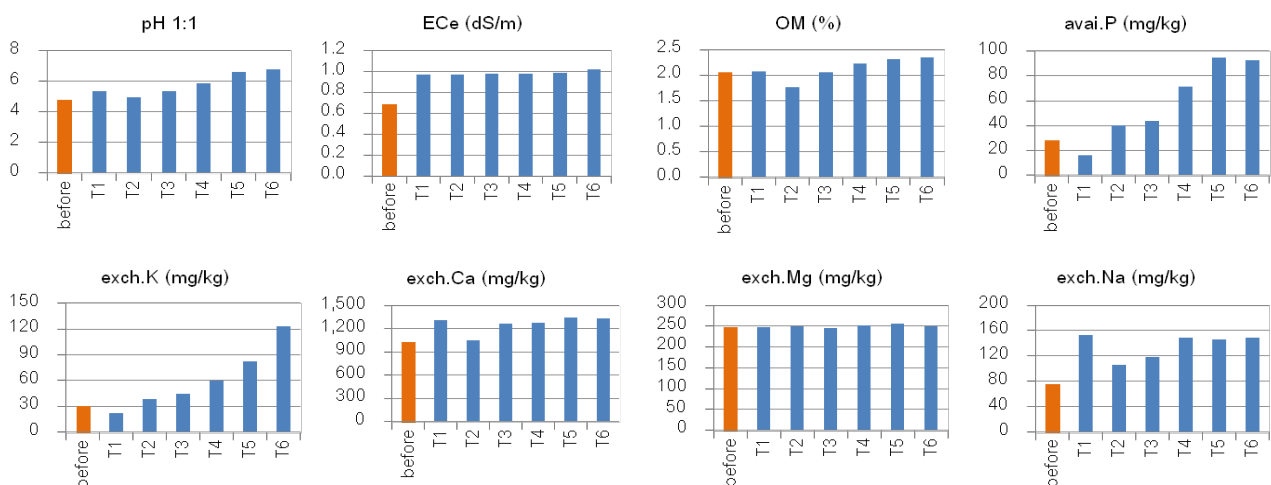 pH 1:1
8
6
4
2
0
before
T1
T2
T3
T4
T5
T6
ECe (dS/m)
1.2
1.0
0.8
0.6
0.4
0.2
0.0
before
T1
T2
T3
T4
T5
T6
OM (%)
2.5
2.0
1.5
1.0
0.5
0.0
before
T1
T2
T3
T4
T5
T6
avai.P (mg/kg)
100
80
60
40
20
0
before
T1
T2
T3
T4
T5
T6
exch.K (mg/kg)
150
120
90
60
30
0
before
T1
T2
T3
T4
T5
T6
exch.Ca (mg/kg)
1,500
1,200
900
600
300
0
before
T1
T2
T3
T4
T5
T6
exch.Mg (mg/kg)
300
250
200
150
100
50
0
before
T1
T2
T3
T4
T5
T6
exch.Na (mg/kg)
200
160
120
80
40
0
before
T1
T2
T3
T4
T5
T6